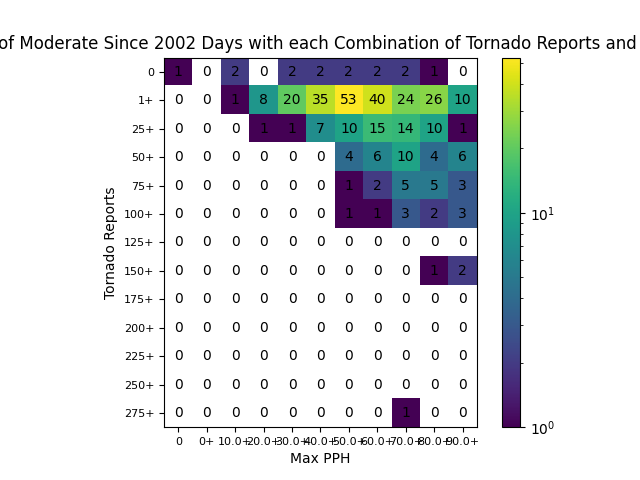 of Moderate Since 2002 Days with each Combination of Tornado Reports and
0 1 0 2 0 2 2 2 2 2 1 0
1+ 0 0 1 8 20 35 53 40 24 26 10
25+ 0 0 0 1 1 7 10 15 14 10 1
50+ 0 0 0 0 0 0 4 6 10 4 6
75+ 0 0 0 0 0 0 1 2 5 5 3
100+ 0 0 0 0 0 0 1 1 3 2 3
125+ 0 0 0 0 0 0 0 0 0 0 0
150+ 0 0 0 0 0 0 0 0 0 1 2
175+ 0 0 0 0 0 0 0 0 0 0 0
200+ 0 0 0 0 0 0 0 0 0 0 0
225+ 0 0 0 0 0 0 0 0 0 0 0
250+ 0 0 0 0 0 0 0 0 0 0 0
275+ 0 0 0 0 0 0 0 0 1 0 0
0 0+ 10.0+ 20.0+ 30.0+ 40.0+ 50.0+ 60.0+ 70.0+ 80.0+ 90.0+
Max PPH
Tornado Reports
10¹
10⁰